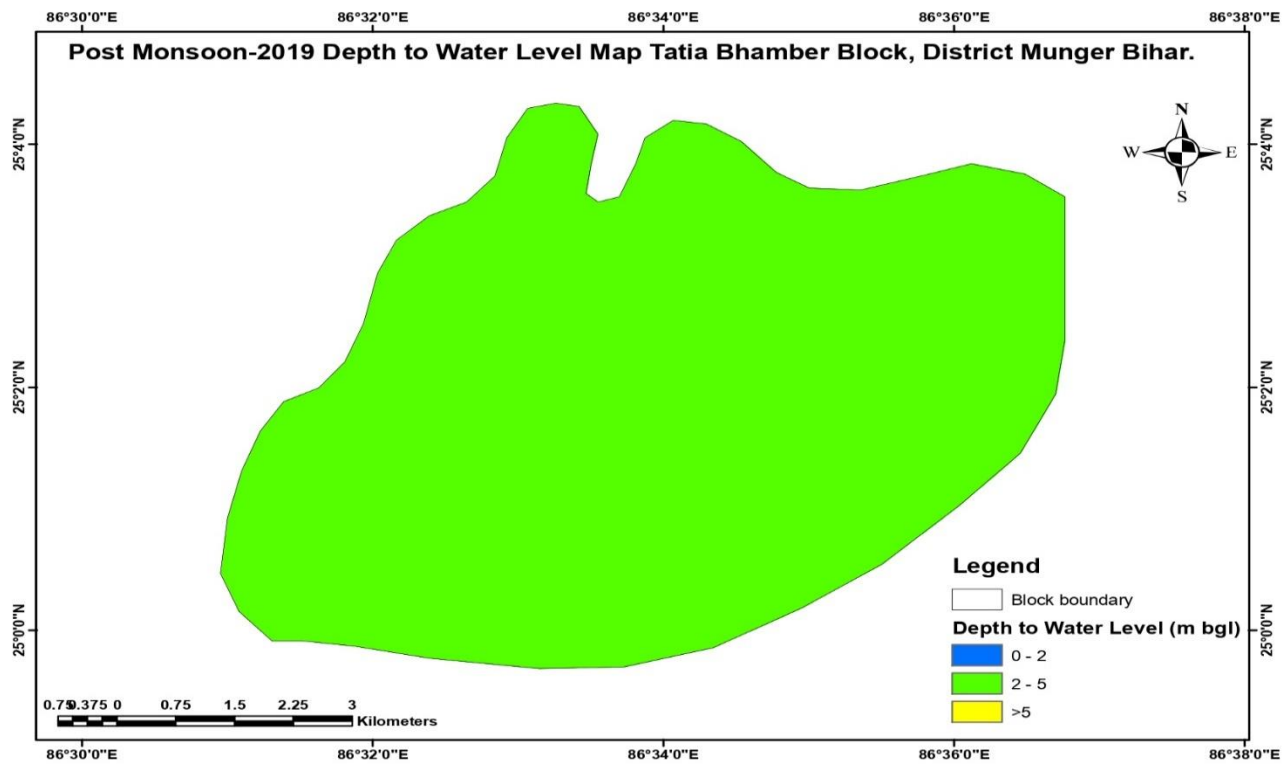 86°30'0"E 86°32'0"E 86°34'0"E 86°36'0"E 86°38'0"E
Post Monsoon-2019 Depth to Water Level Map Tatia Bhamber Block, District Munger Bihar.
N
W E
S
25°4'0"N 25°4'0"N
25°2'0"N 25°2'0"N
25°0'0"N 25°0'0"N
Legend
Block boundary
Depth to Water Level (m bgl)
0 - 2
2 - 5
>5
0.75 0.375 0 0.75 1.5 2.25 3
Kilometers
86°30'0"E 86°32'0"E 86°34'0"E 86°36'0"E 86°38'0"E